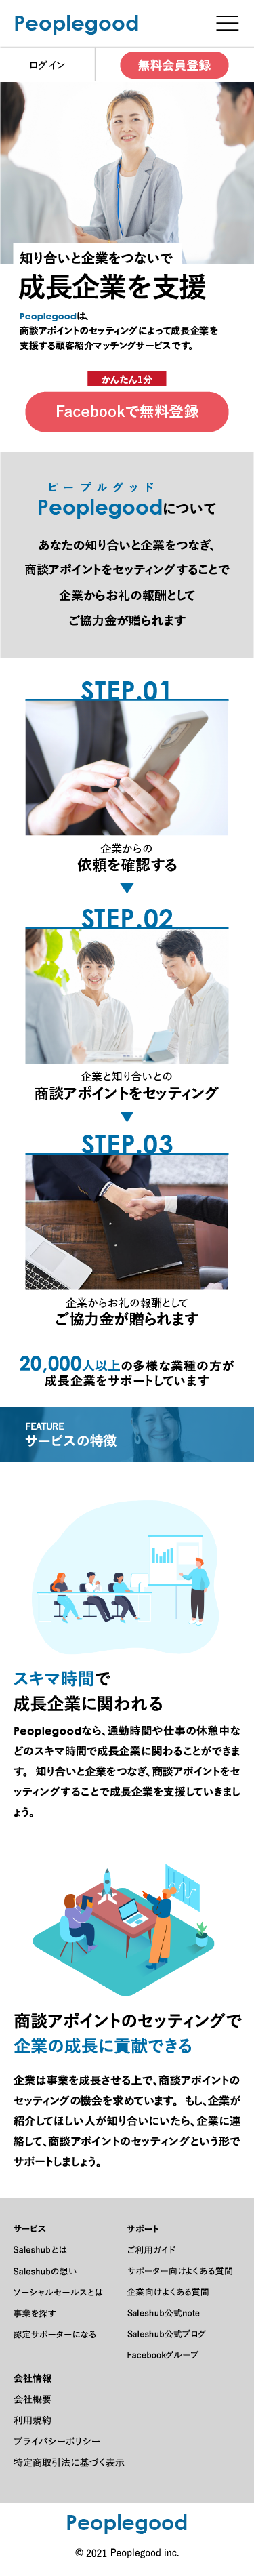 Peoplegood
ログイン
無料会員登録
知り合いと企業をつないで
成長企業を支援
Peoplegoodは、
商談アポイントのセッティングによって成長企業を
支援する顧客紹介マッチングサービスです。
かんたん1分
Facebookで無料登録
ピープルグッド
Peoplegoodについて
あなたの知り合いと企業をつなぎ、
商談アポイントをセッティングすることで
企業からお礼の報酬として
ご協力金が贈られます
STEP.01
企業からの
依頼を確認する
STEP.02
企業と知り合いとの
商談アポイントをセッティング
STEP.03
企業からお礼の報酬として
ご協力金が贈られます
20,000人以上の多様な業種の方が
成長企業をサポートしています
FEATURE
サービスの特徴
スキマ時間で
成長企業に関われる
Peoplegoodなら、通勤時間や仕事の休憩中な
どのスキマ時間で成長企業に関わることができま
す。 知り合いと企業をつなぎ、商談アポイントをセッ
ティングすることで成長企業を支援していきまし
ょう。
商談アポイントのセッティングで
企業の成長に貢献できる
企業は事業を成長させる上で、商談アポイントの
セッティングの機会を求めています。 もし、企業が
紹介してほしい人が知り合いにいたら、企業に連
絡して、商談アポイントのセッティングという形で
サポートしましょう。
サービス
Saleshubとは
Saleshubの想い
ソーシャルセールスとは
事業を探す
認定サポーターになる
サポート
ご利用ガイド
サポーター向けよくある質問
企業向けよくある質問
Saleshub公式note
Saleshub公式ブログ
Facebookグループ
会社情報
会社概要
利用規約
プライバシーポリシー
特定商取引法に基づく表示
Peoplegood
© 2021 Peoplegood inc.